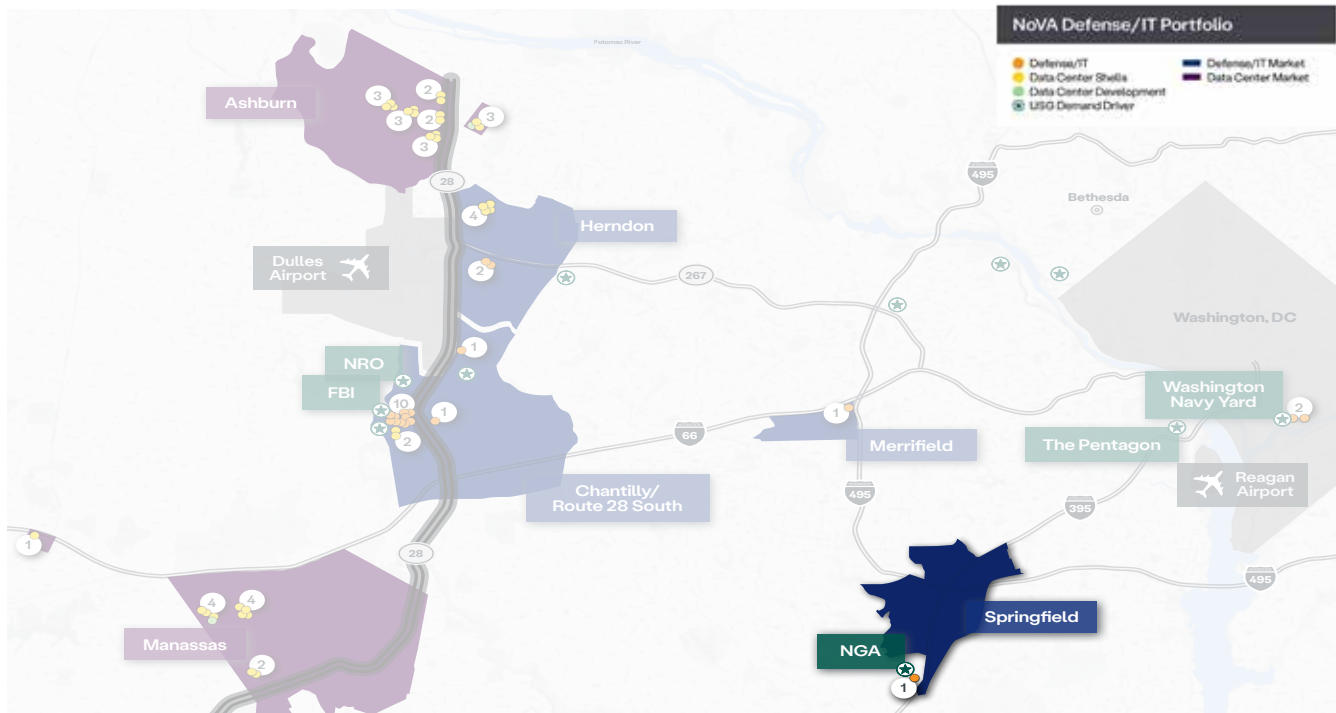 NoVA Defense/IT Portfolio
Defense/IT
Data Center Shells
Data Center Development
USG Demand Driver
Defense/IT Market
Data Center Market
Potomac River
Ashburn
3
2
3
2
3
3
28
495
Bethesda
4
Herndon
Dulles
Airport
2
267
Washington, DC
1
NRO
FBI
10
1
2
66
1
Merrifield
Washington
Navy Yard
2
The Pentagon
Reagan
Airport
Chantilly/
Route 28 South
495
395
1
28
495
4
4
Springfield
Manassas
2
NGA
1